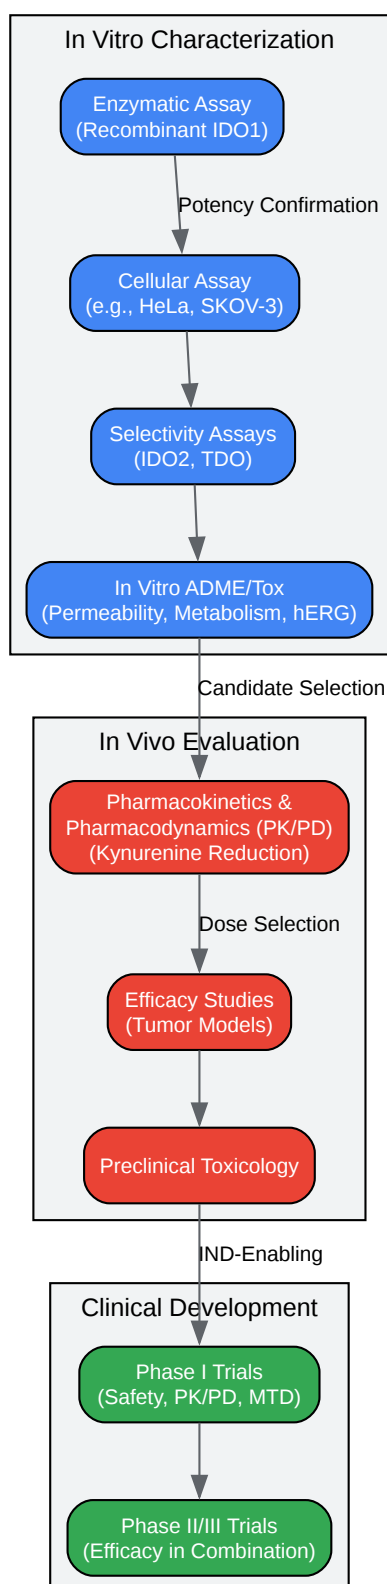 In Vitro Characterization
Enzymatic Assay
(Recombinant IDO1)
Potency Confirmation
Cellular Assay
(e.g., HeLa, SKOV-3)
Selectivity Assays
(IDO2, TDO)
In Vitro ADME/Tox
(Permeability, Metabolism, hERG)
Candidate Selection
In Vivo Evaluation
Pharmacokinetics &
Pharmacodynamics (PK/PD)
(Kynurenine Reduction)
Dose Selection
Efficacy Studies
(Tumor Models)
Preclinical Toxicology
IND-Enabling
Clinical Development
Phase I Trials
(Safety, PK/PD, MTD)
Phase II/III Trials
(Efficacy in Combination)